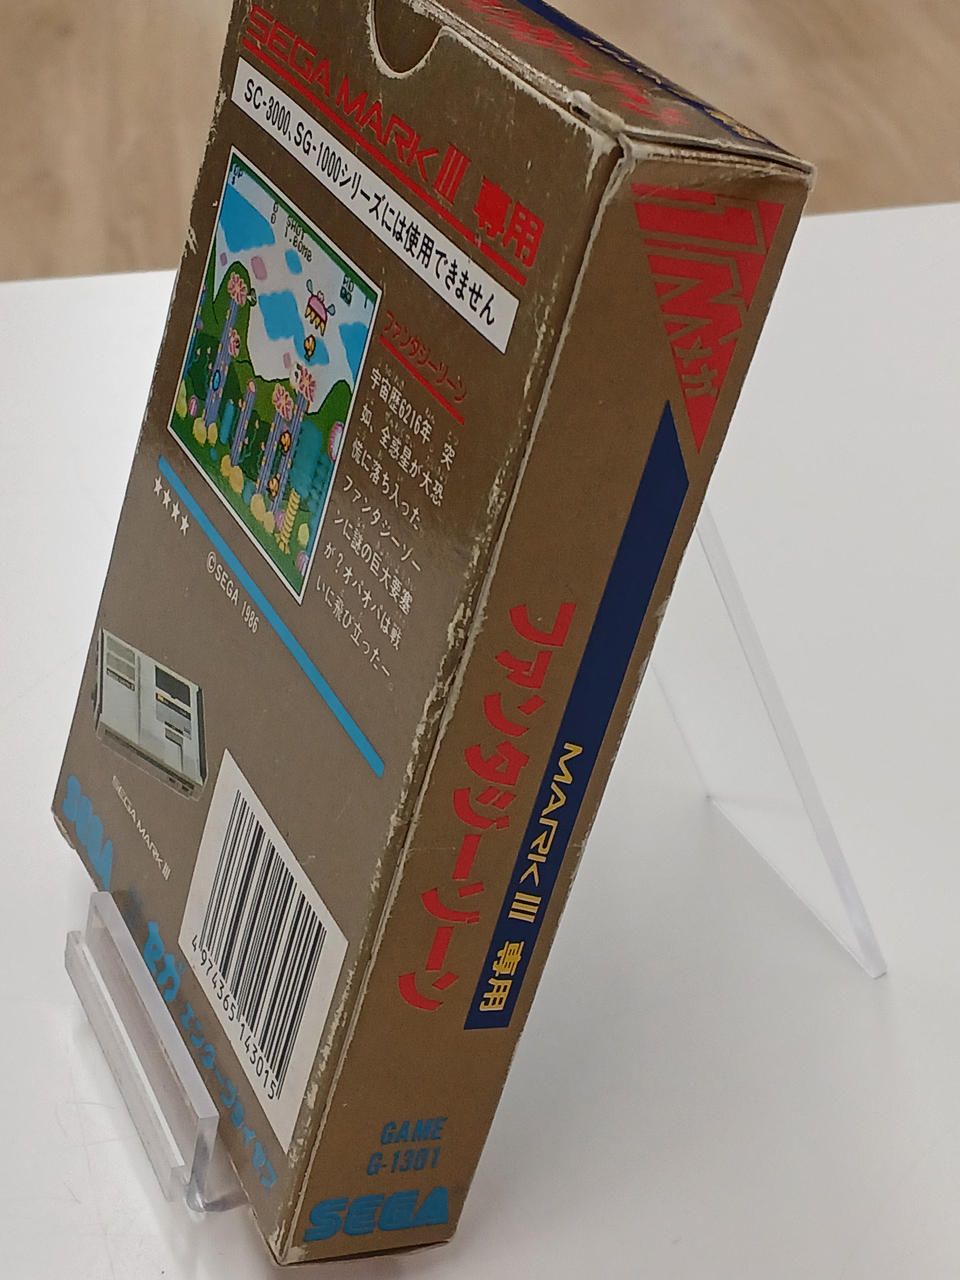 SEGA MARK III 専用
SC-3000、SG-1000シリーズには使用できません
SHOT
ファンタジーゾーン
宇宙暦6216年 突
如、全惑星が大恐
慌に落ち入った
ファンタジーゾー
ンに謎の巨大要塞
が?オパオパは戦
いに飛び立ったー
★★★★
©SEGA 1986
SEGA MARK III
SEGA
セガ エンタープライゼス
4974365143015
1Mメガ
ファンタジーゾーン
MARK III 専用
GAME
G-1301
SEGA